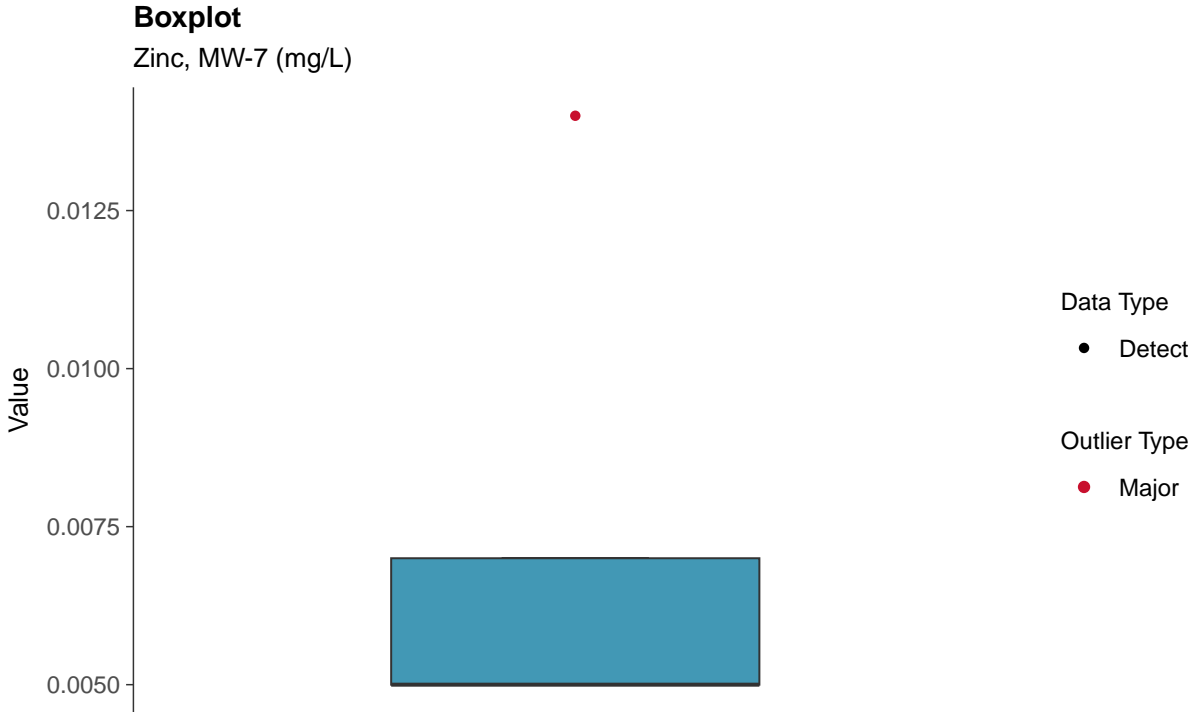 Boxplot
Zinc, MW-7 (mg/L)
0.0125
0.0100
0.0075
0.0050
Value
Data Type
Detect
Outlier Type
Major